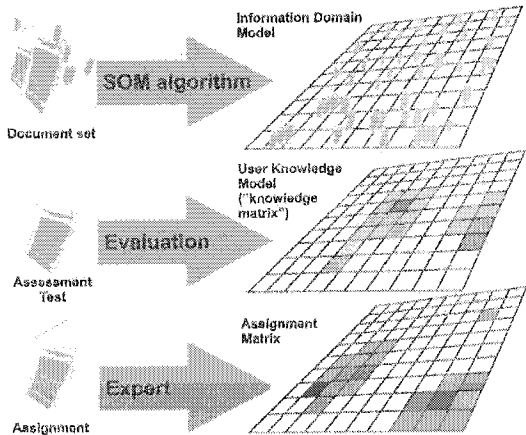 Information Domain
Model
SOM algorithm
Document set
User Knowledge
Model
("knowledge
matrix")
Evaluation
Assessment
Test
Assignment
Matrix
Expert
Assignment